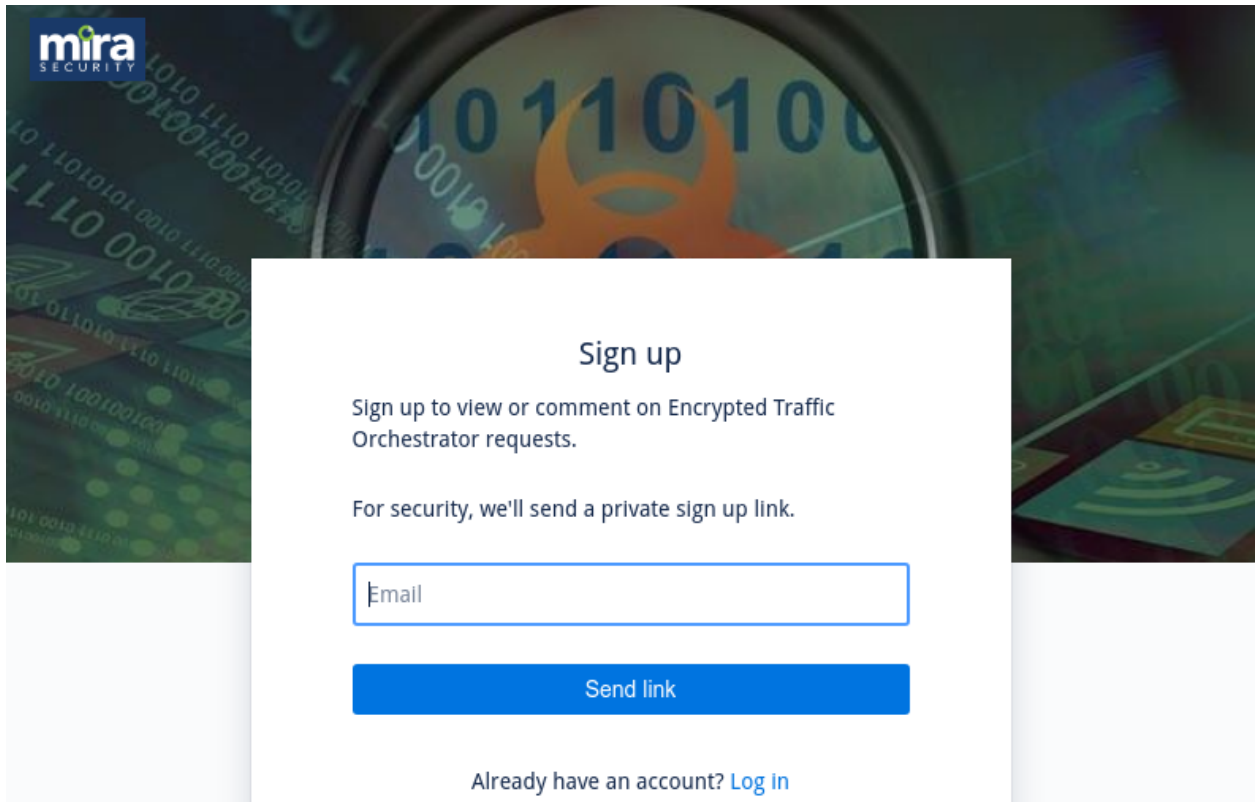 mira
SECURITY
10110100
Sign up
Sign up to view or comment on Encrypted Traffic
Orchestrator requests.
For security, we'll send a private sign up link.
Email
Send link
Already have an account? Log in